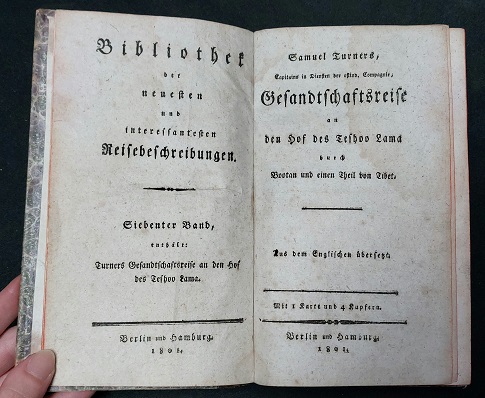 Bibliothek
der
neuesten
und
interessantesten
Reisebeschreibungen.
Siebenter Band,
enthält:
Turners Gesandtschaftsreise an den Hof
des Teshoo Lama.
Berlin und Hamburg.
1801.
Samuel Turners,
Capitains in Diensten der ostind. Compagnie,
Gesandtschaftsreise
an
den Hof des Teshoo Lama
durch
Bootan und einen Theil von Tibet.
Aus dem Englischen übersetzt.
Mit 1 Karte und 4 Kupfern.
Berlin und Hamburg.
1801.